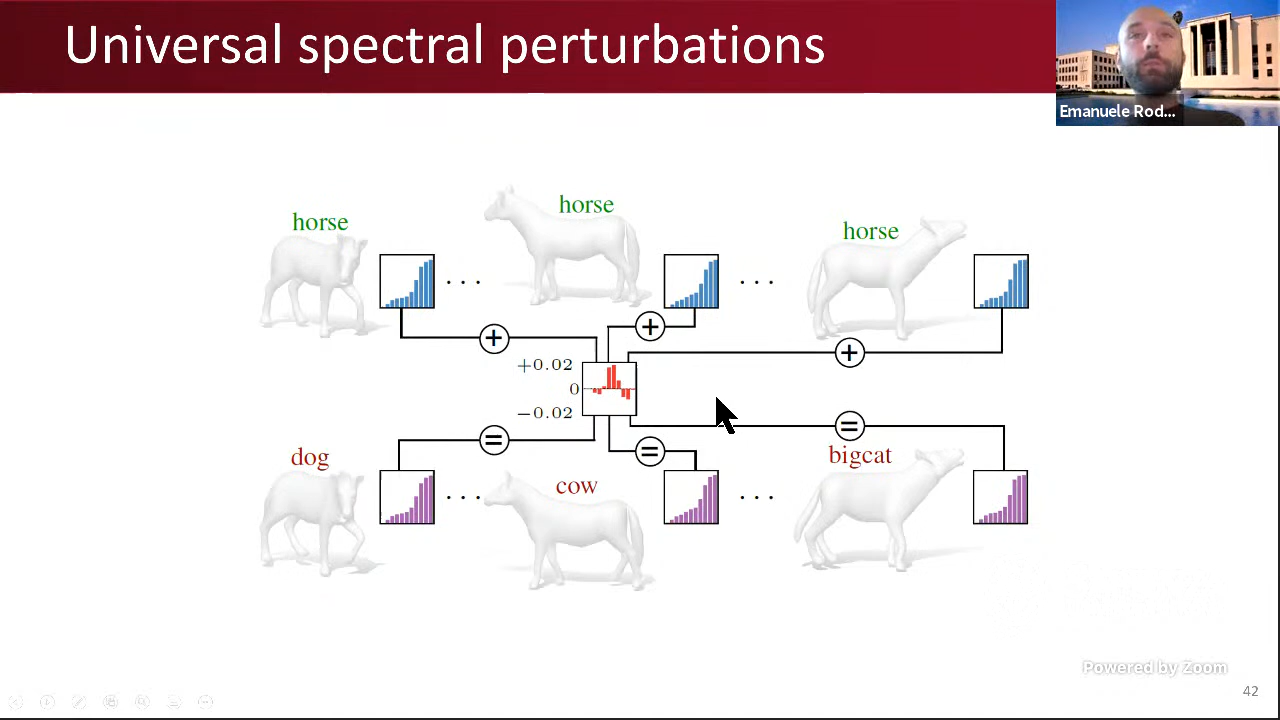 Universal spectral perturbations
Emanuele Rod...
horse
horse
horse
. . .
. . .
+
+
+
+0.02
0
−0.02
=
=
=
dog
cow
bigcat
. . .
. . .
Powered by Zoom
42